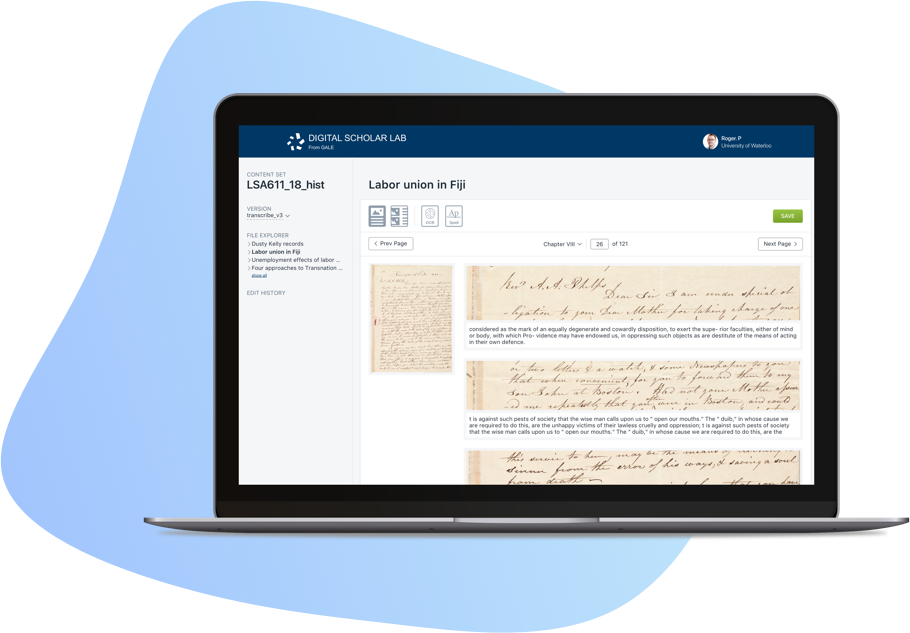 DIGITAL SCHOLAR LAB
From GALE
Roger. P
University of Waterloo
CONTENT SET
LSA611_18_hist
VERSION
transcribe_v3
FILE EXPLORER
Dusty Kelly records
Labor union in Fiji
Unemployment effects of labor ...
Four approaches to Transnation ...
show all
EDIT HISTORY
Labor union in Fiji
OCR
Ap
Spell
SAVE
Prev Page
Chapter VIII
26 of 121
Next Page
Revd A. A. Phelps
Dear Sir I am under special ob
-ligation to your Dear Mother for taking charge of one
considered as the mark of an equally degenerate and cowardly disposition, to exert the supe- rior faculties, either of mind
or body, with which Pro- vidence may have endowed us, in oppressing such objects as are destitute of the means of acting
in their own defence.
or two letters & a watch, & some Newspapers to you
that when convenient, for you to forward them to my
Son John at Boston. Had not your Mother
me repeatedly that you were in Boston, and could
t is against such pests of society that the wise man calls upon us to " open our mouths." The " duib," in whose cause we
are required to do this, are the unhappy victims of their lawless cruelly and oppression; t is against such pests of society
that the wise man calls upon us to " open our mouths." The " duib," in whose cause we are required to do this, are the
this service to him, may be the means of
sinner from the error of his ways, & saving a soul
from death
that you have